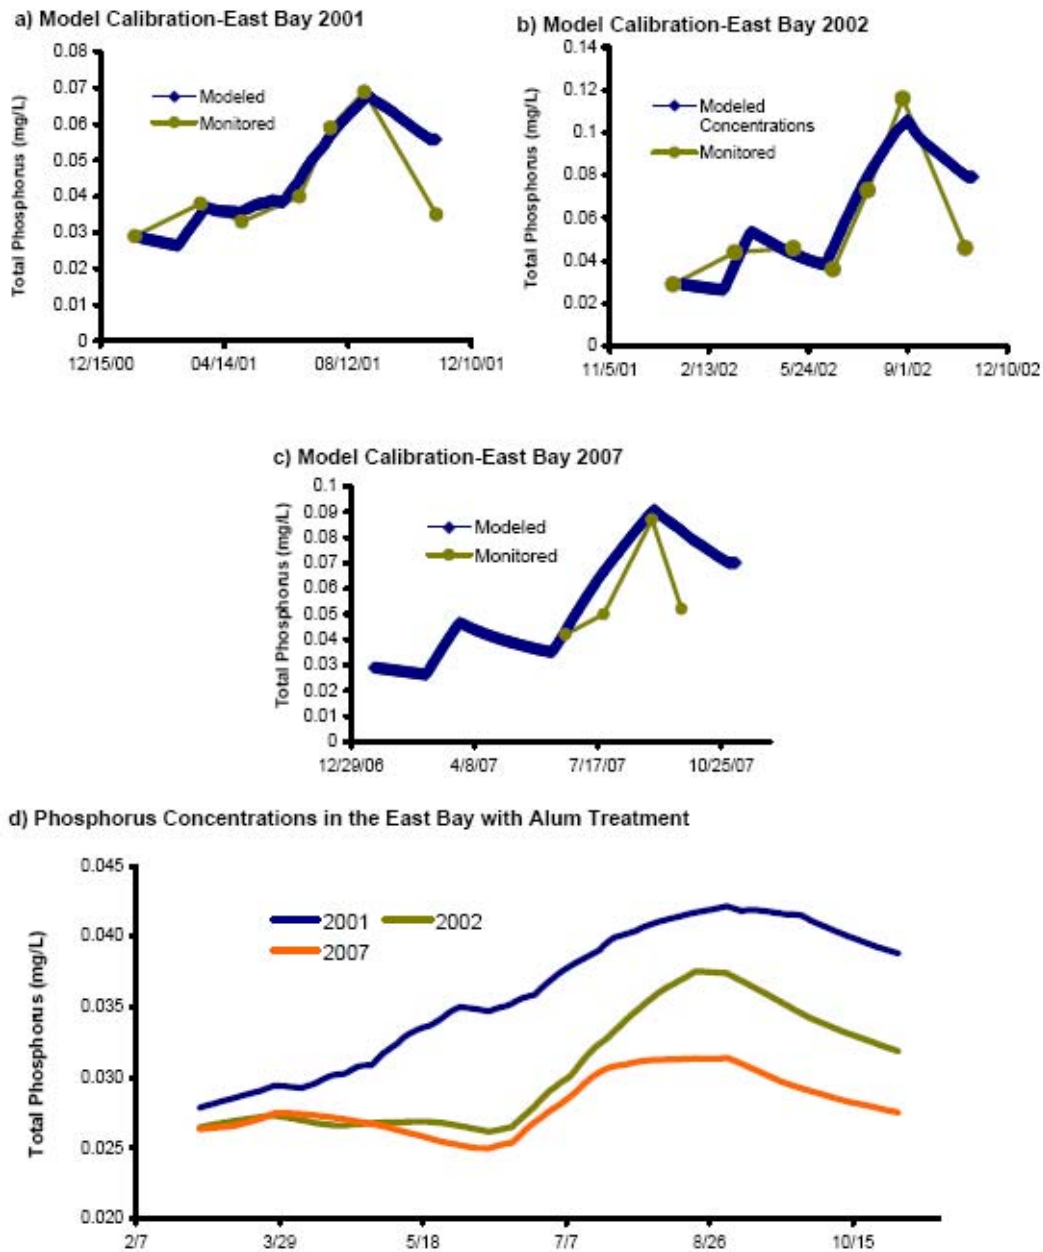 a) Model Calibration-East Bay 2001
Total Phosphorus (mg/L)
0.08
0.07
0.06
0.05
0.04
0.03
0.02
0.01
0
Modeled
Monitored
12/15/00 04/14/01 08/12/01 12/10/01
b) Model Calibration-East Bay 2002
Total Phosphorus (mg/L)
0.14
0.12
0.1
0.08
0.06
0.04
0.02
0
Modeled
Concentrations
Monitored
11/5/01 2/13/02 5/24/02 9/1/02 12/10/02
c) Model Calibration-East Bay 2007
Total Phosphorus (mg/L)
0.1
0.09
0.08
0.07
0.06
0.05
0.04
0.03
0.02
0.01
0
Modeled
Monitored
12/29/06 4/8/07 7/17/07 10/25/07
d) Phosphorus Concentrations in the East Bay with Alum Treatment
Total Phosphorus (mg/L)
0.045
0.040
0.035
0.030
0.025
0.020
2001 2002
2007
2/7 3/29 5/18 7/7 8/26 10/15